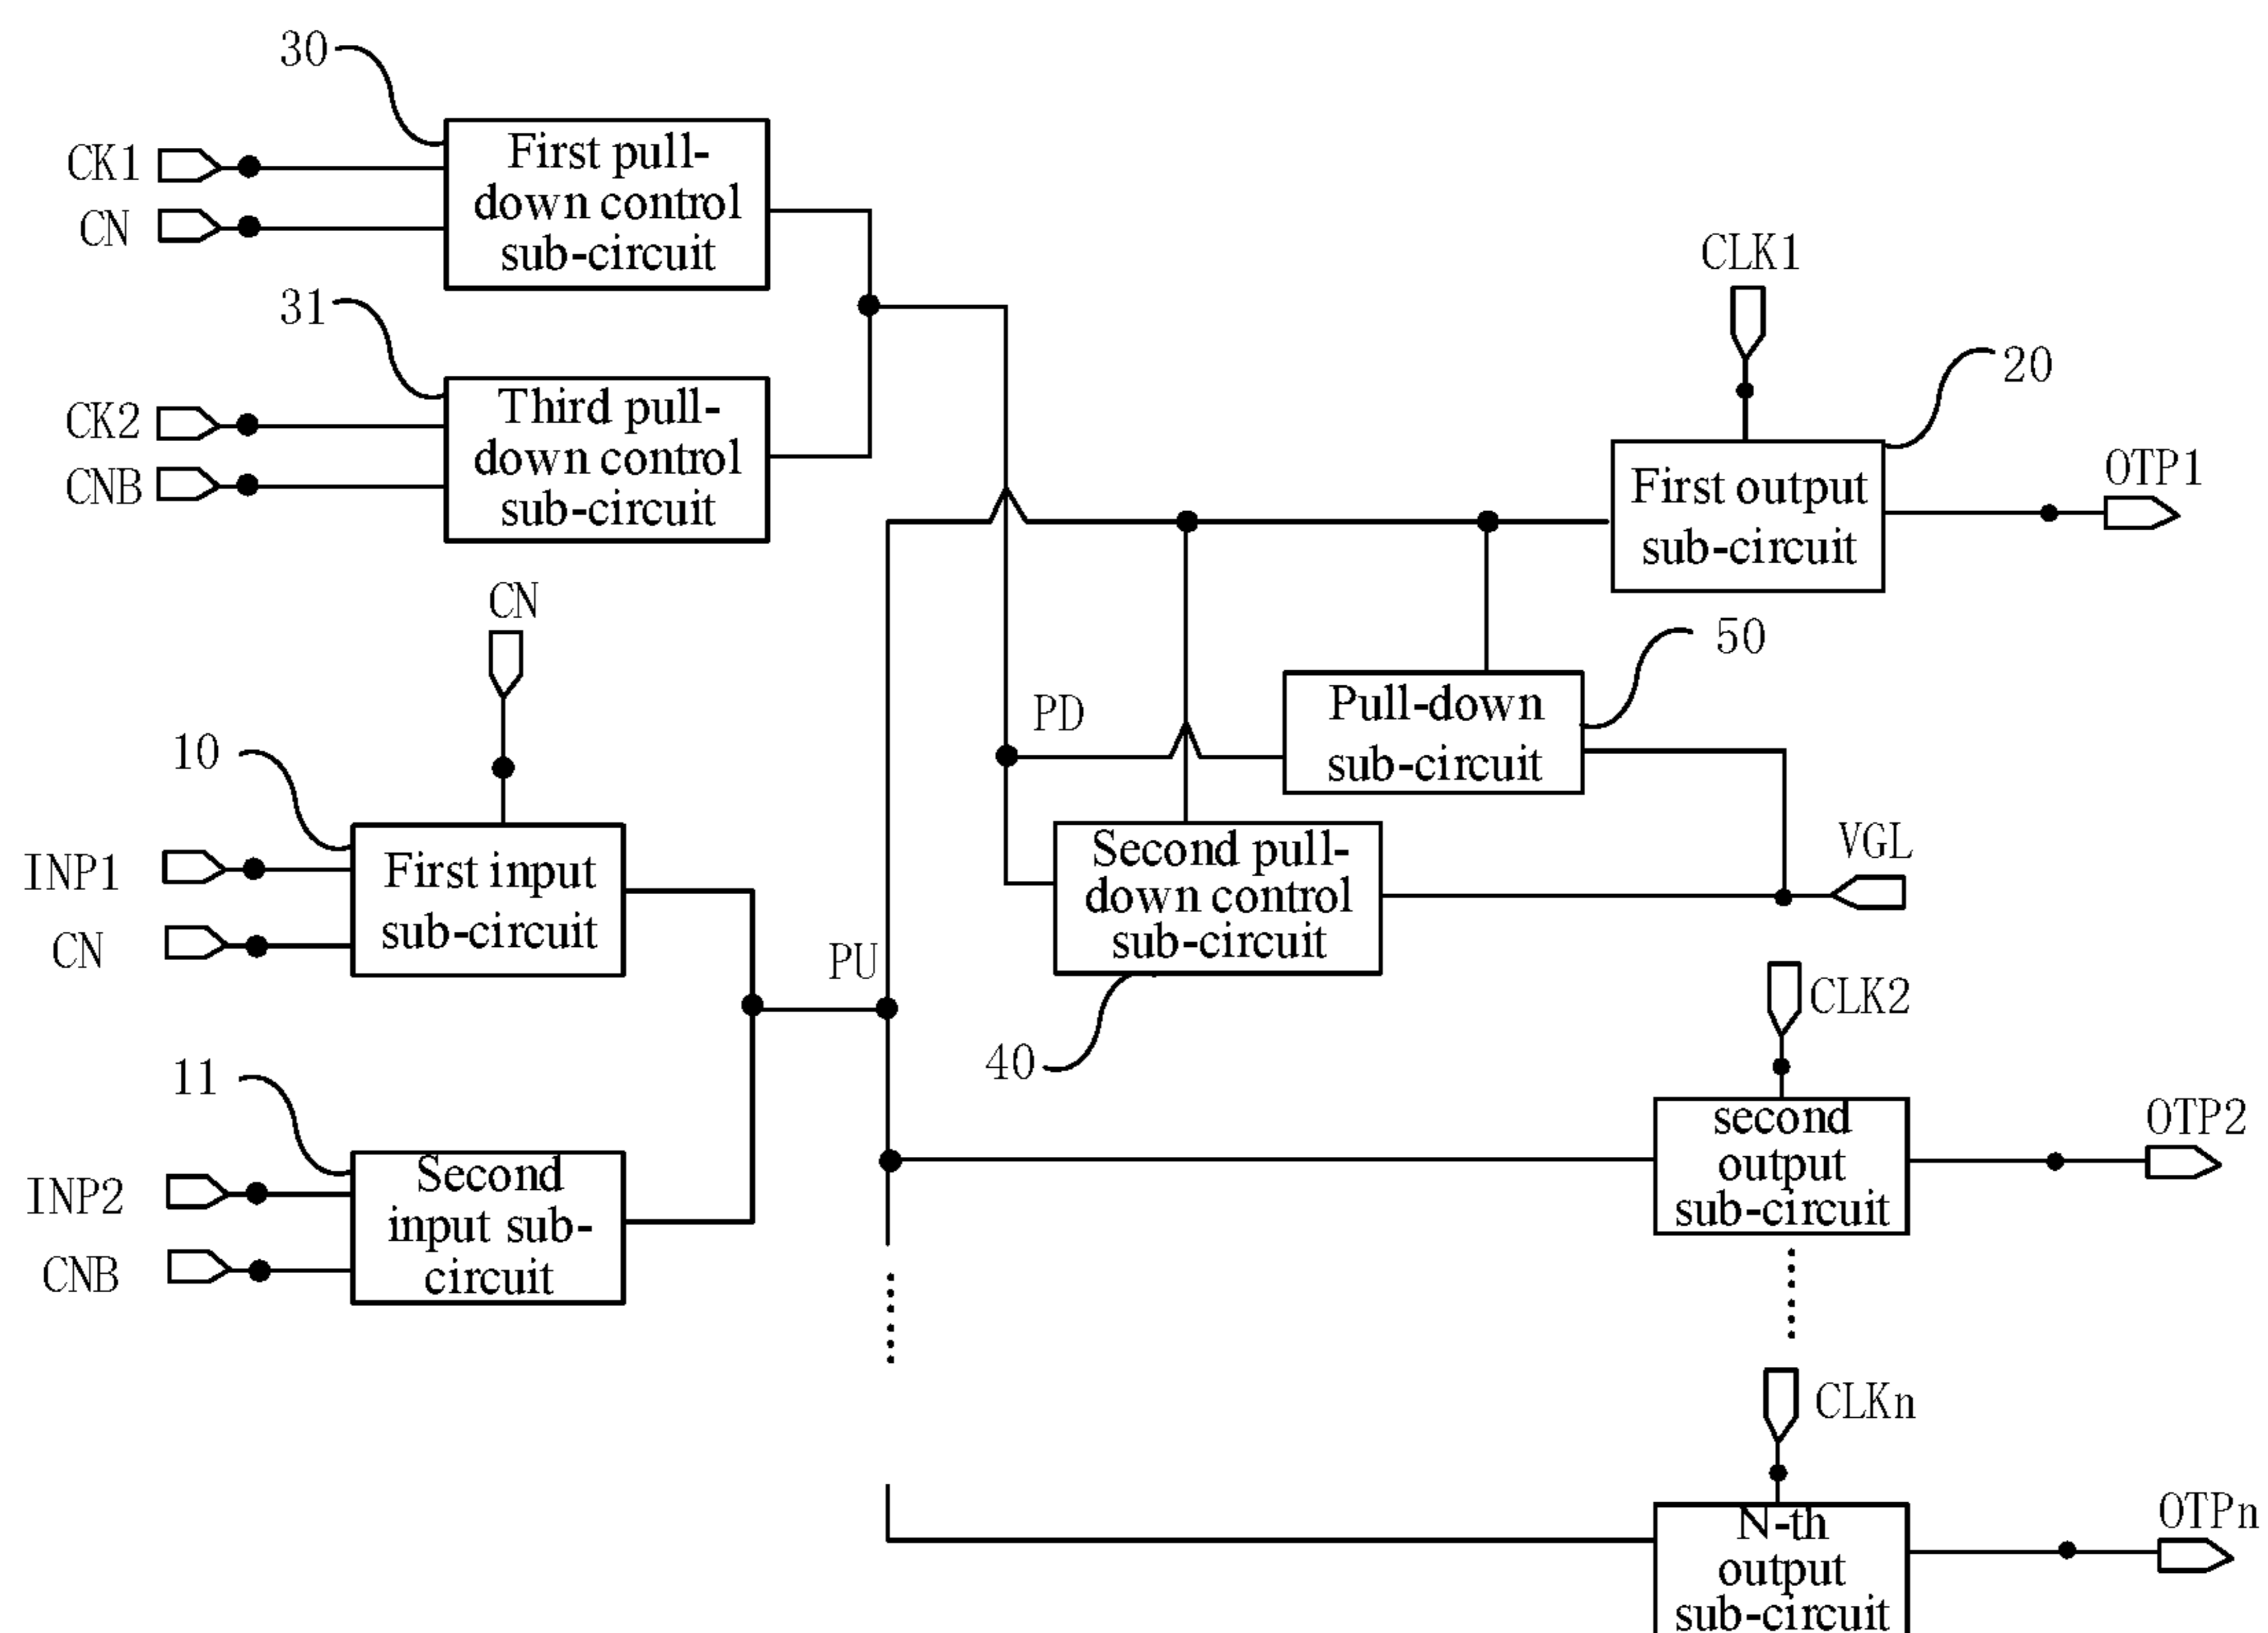 30
CK1
CN
First pull-
down control
sub-circuit
31
CK2
CNB
Third pull-
down control
sub-circuit
CLK1
20
First output
sub-circuit
OTP1
CN
50
Pull-down
sub-circuit
PD
10
INP1
CN
First input
sub-circuit
Second pull-
down control
sub-circuit
VGL
PU
40
CLK2
11
INP2
CNB
Second
input sub-
circuit
second
output
sub-circuit
OTP2
CLKn
N-th
output
sub-circuit
OTPn